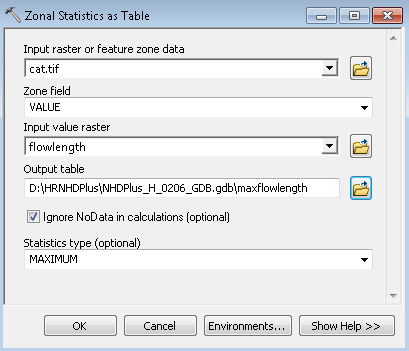 Zonal Statistics as Table
Input raster or feature zone data
cat.tif
Zone field
VALUE
Input value raster
flowlength
Output table
D:\HRNHDPlus\NHDPlus_H_0206_GDB.gdb\maxflowlength
Ignore NoData in calculations (optional)
Statistics type (optional)
MAXIMUM
OK Cancel Environments... Show Help >>